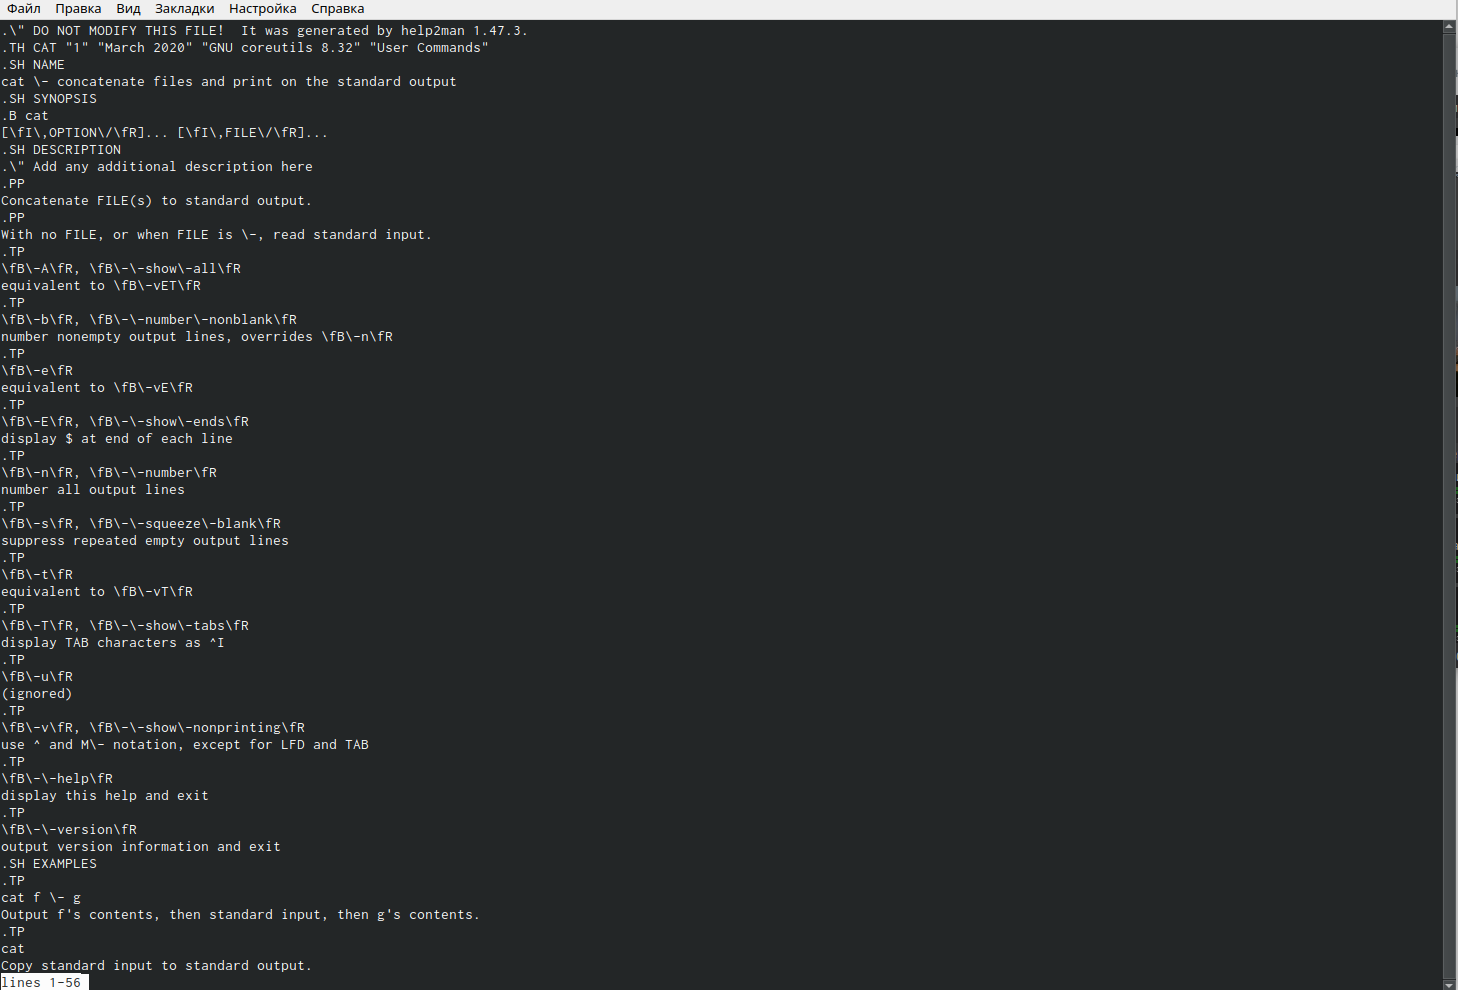 Файл Правка Вид Закладки Настройка Справка
.\" DO NOT MODIFY THIS FILE!  It was generated by help2man 1.47.3.
.TH CAT "1" "March 2020" "GNU coreutils 8.32" "User Commands"
.SH NAME
cat \- concatenate files and print on the standard output
.SH SYNOPSIS
.B cat
[\fI\,OPTION\/\fR]... [\fI\,FILE\/\fR]...
.SH DESCRIPTION
.\" Add any additional description here
.PP
Concatenate FILE(s) to standard output.
.PP
With no FILE, or when FILE is \-, read standard input.
.TP
\fB\-A\fR, \fB\-\-show\-all\fR
equivalent to \fB\-vET\fR
.TP
\fB\-b\fR, \fB\-\-number\-nonblank\fR
number nonempty output lines, overrides \fB\-n\fR
.TP
\fB\-e\fR
equivalent to \fB\-vE\fR
.TP
\fB\-E\fR, \fB\-\-show\-ends\fR
display $ at end of each line
.TP
\fB\-n\fR, \fB\-\-number\fR
number all output lines
.TP
\fB\-s\fR, \fB\-\-squeeze\-blank\fR
suppress repeated empty output lines
.TP
\fB\-t\fR
equivalent to \fB\-vT\fR
.TP
\fB\-T\fR, \fB\-\-show\-tabs\fR
display TAB characters as ^I
.TP
\fB\-u\fR
(ignored)
.TP
\fB\-v\fR, \fB\-\-show\-nonprinting\fR
use ^ and M\- notation, except for LFD and TAB
.TP
\fB\-\-help\fR
display this help and exit
.TP
\fB\-\-version\fR
output version information and exit
.SH EXAMPLES
.TP
cat f \- g
Output f's contents, then standard input, then g's contents.
.TP
cat
Copy standard input to standard output.
lines 1-56